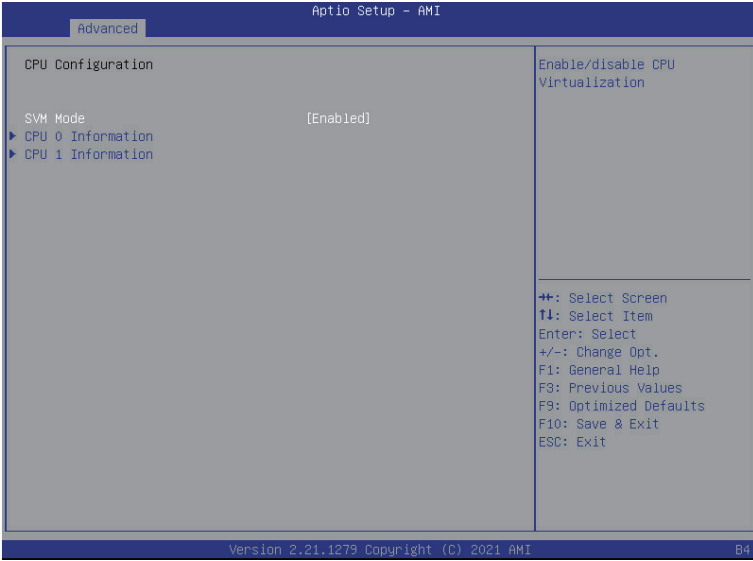 Aptio Setup – AMI
Advanced
CPU Configuration
SVM Mode [Enabled]
CPU 0 Information
CPU 1 Information
Enable/disable CPU
Virtualization
→←: Select Screen
↑↓: Select Item
Enter: Select
+/-: Change Opt.
F1: General Help
F3: Previous Values
F9: Optimized Defaults
F10: Save & Exit
ESC: Exit
Version 2.21.1279 Copyright (C) 2021 AMI
B4